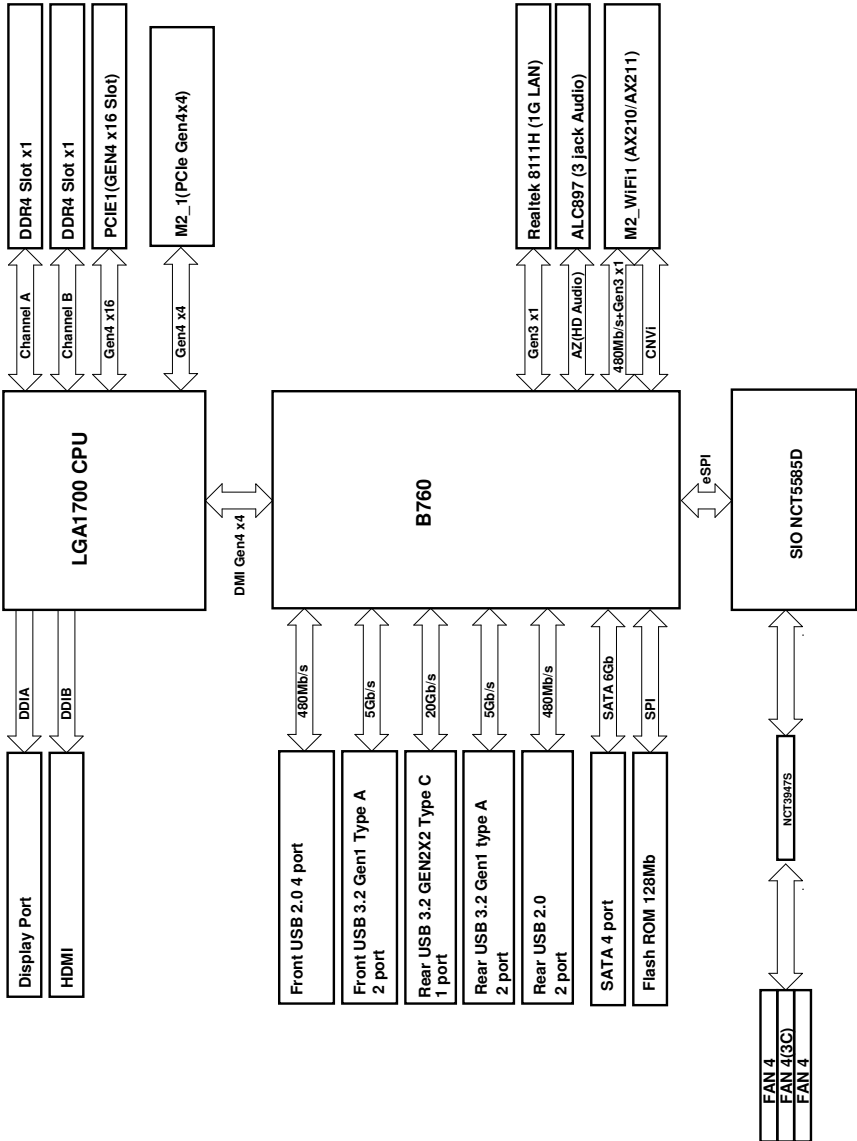 DDR4 Slot x1
DDR4 Slot x1
PCIE1(GEN4 x16 Slot)
M2_1(PCIe Gen4x4)
Channel A
Channel B
Gen4 x16
Gen4 x4
LGA1700 CPU
DDIA
DDIB
Display Port
HDMI
DMI Gen4 x4
Realtek 8111H (1G LAN)
ALC897 (3 jack Audio)
M2_WiFi1 (AX210/AX211)
Gen3 x1
AZ(HD Audio)
480Mb/s+Gen3 x1
CNVi
B760
480Mb/s
5Gb/s
20Gb/s
5Gb/s
480Mb/s
SATA 6Gb
SPI
Front USB 2.0 4 port
Front USB 3.2 Gen1 Type A
2 port
Rear USB 3.2 GEN2X2 Type C
1 port
Rear USB 3.2 Gen1 type A
2 port
Rear USB 2.0
2 port
SATA 4 port
Flash ROM 128Mb
eSPI
SIO NCT5585D
NCT3947S
FAN 4
FAN 4(3C)
FAN 4